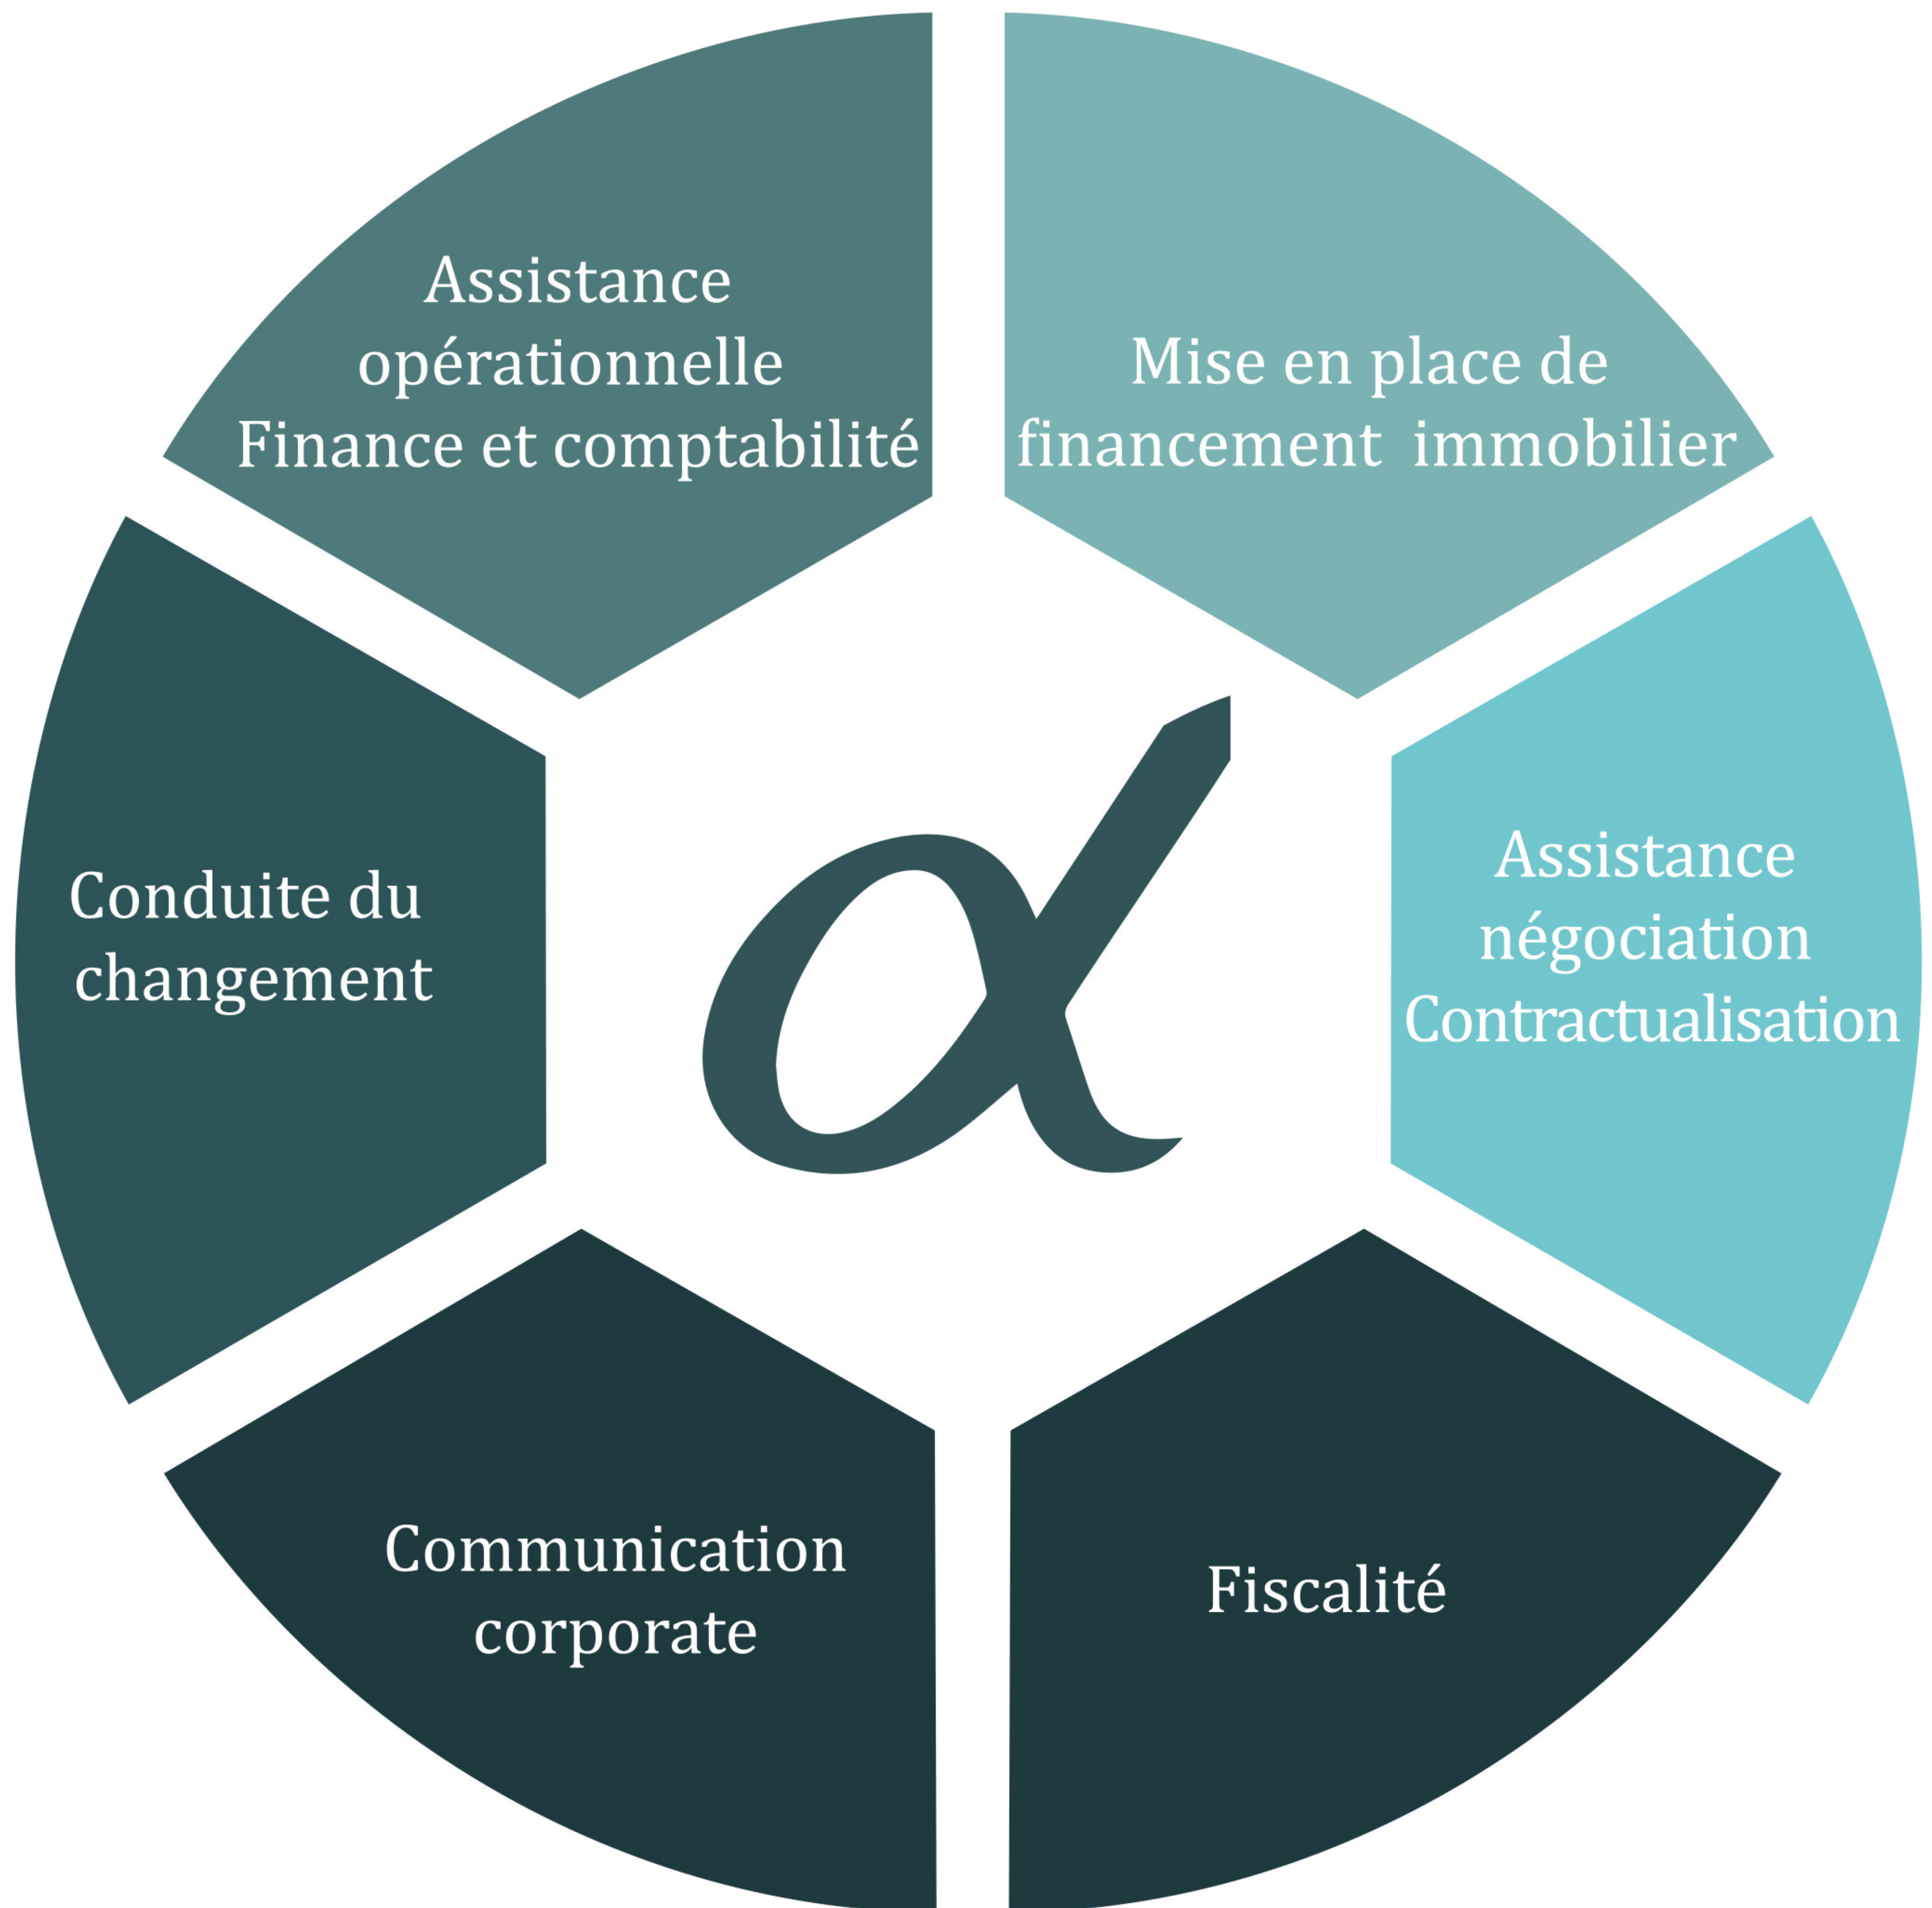 Assistance
opérationnelle
Finance et comptabilité
Mise en place de
financement immobilier
Assistance
négociation
Contractualisation
Conduite du
changement
α
Communication
corporate
Fiscalité